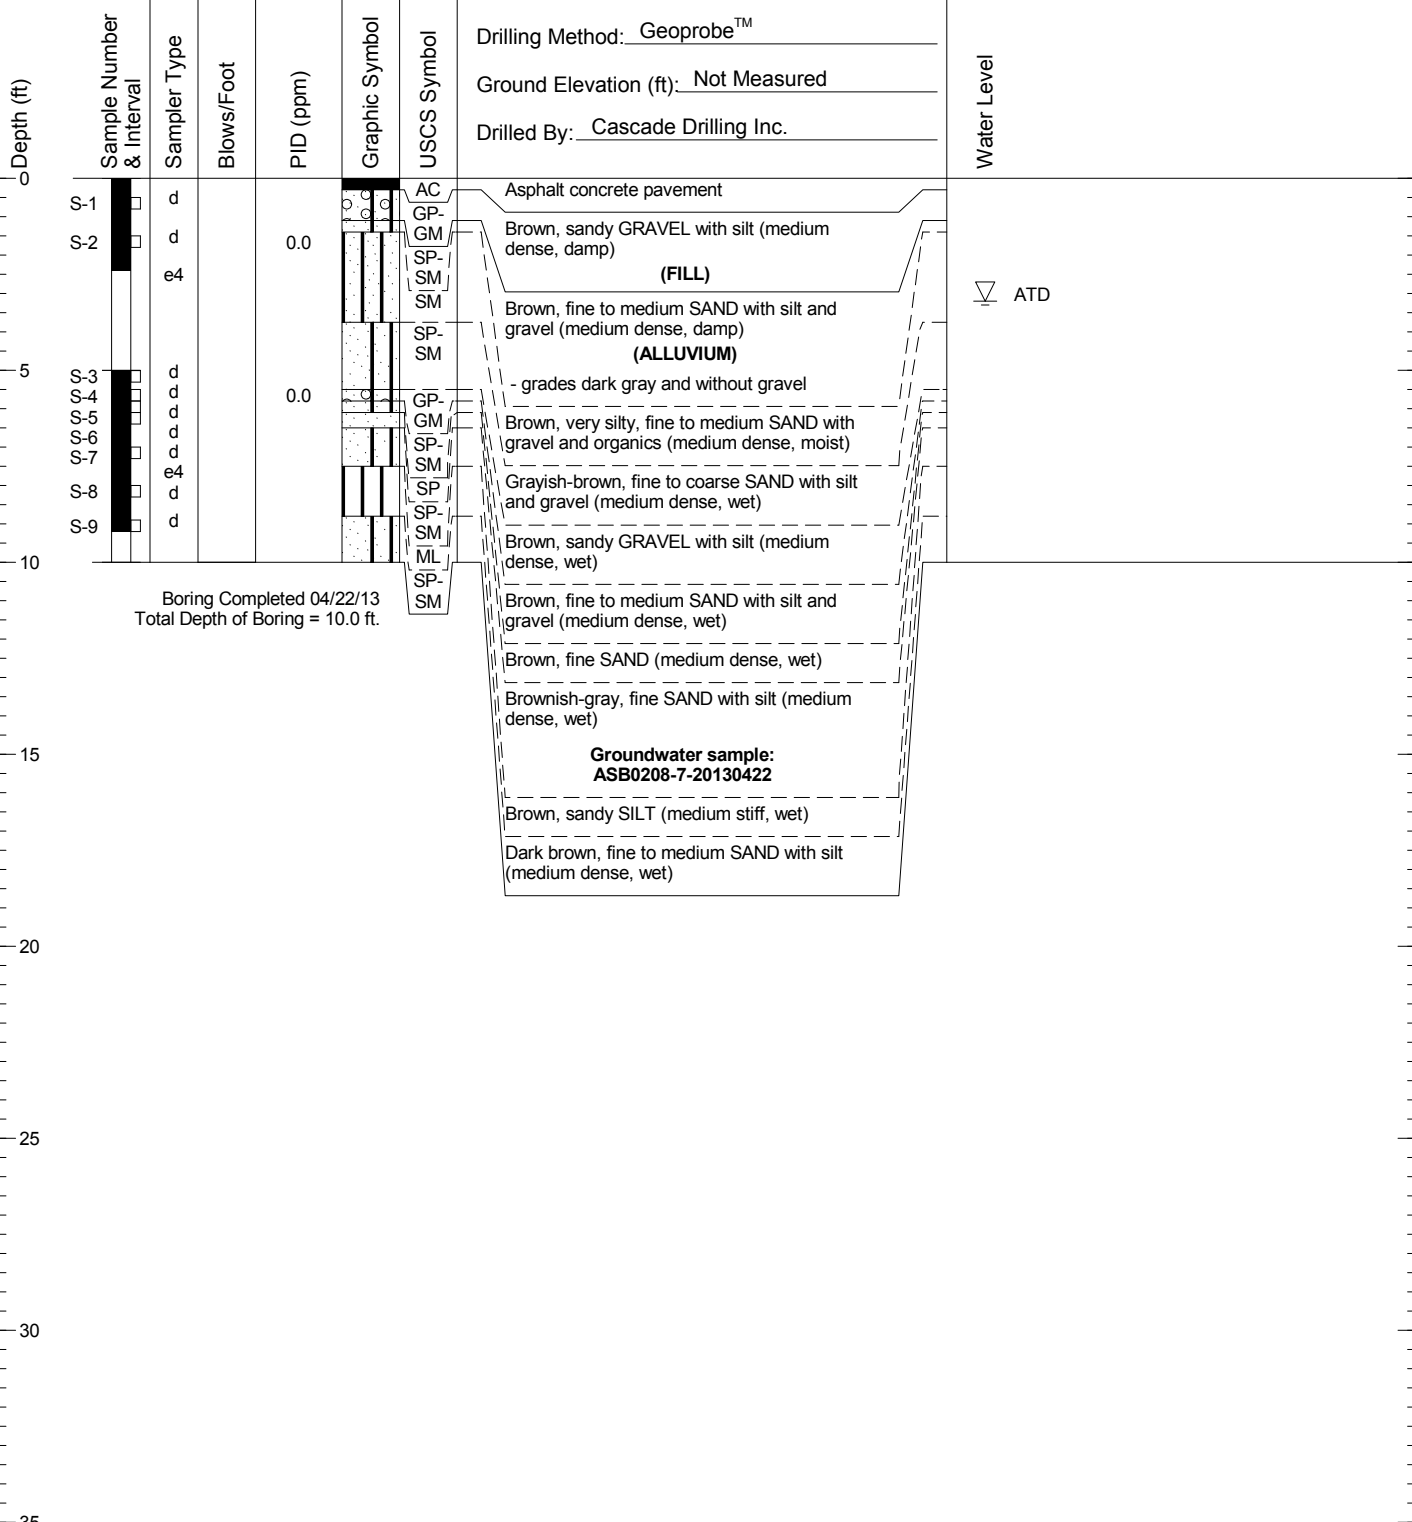 Drilling Method: Geoprobe™
Ground Elevation (ft): Not Measured
Drilled By: Cascade Drilling Inc.
Depth (ft)
Sample Number
& Interval
Sampler Type
Blows/Foot
PID (ppm)
Graphic Symbol
USCS Symbol
Water Level
0
S-1
d
AC
Asphalt concrete pavement
GP-
GM
Brown, sandy GRAVEL with silt (medium
dense, damp)
S-2
d
0.0
(FILL)
SP-
SM
e4
SM
ATD
Brown, fine to medium SAND with silt and
gravel (medium dense, damp)
SP-
SM
(ALLUVIUM)
5
S-3
d
- grades dark gray and without gravel
S-4
d
0.0
GP-
GM
S-5
d
Brown, very silty, fine to medium SAND with
gravel and organics (medium dense, moist)
S-6
d
SP-
SM
S-7
d
e4
Grayish-brown, fine to coarse SAND with silt
and gravel (medium dense, wet)
S-8
d
SP
SP-
SM
S-9
d
Brown, sandy GRAVEL with silt (medium
dense, wet)
ML
10
SP-
SM
Boring Completed 04/22/13
Total Depth of Boring = 10.0 ft.
Brown, fine to medium SAND with silt and
gravel (medium dense, wet)
Brown, fine SAND (medium dense, wet)
Brownish-gray, fine SAND with silt (medium
dense, wet)
15
Groundwater sample:
ASB0208-7-20130422
Brown, sandy SILT (medium stiff, wet)
Dark brown, fine to medium SAND with silt
(medium dense, wet)
20
25
30
35